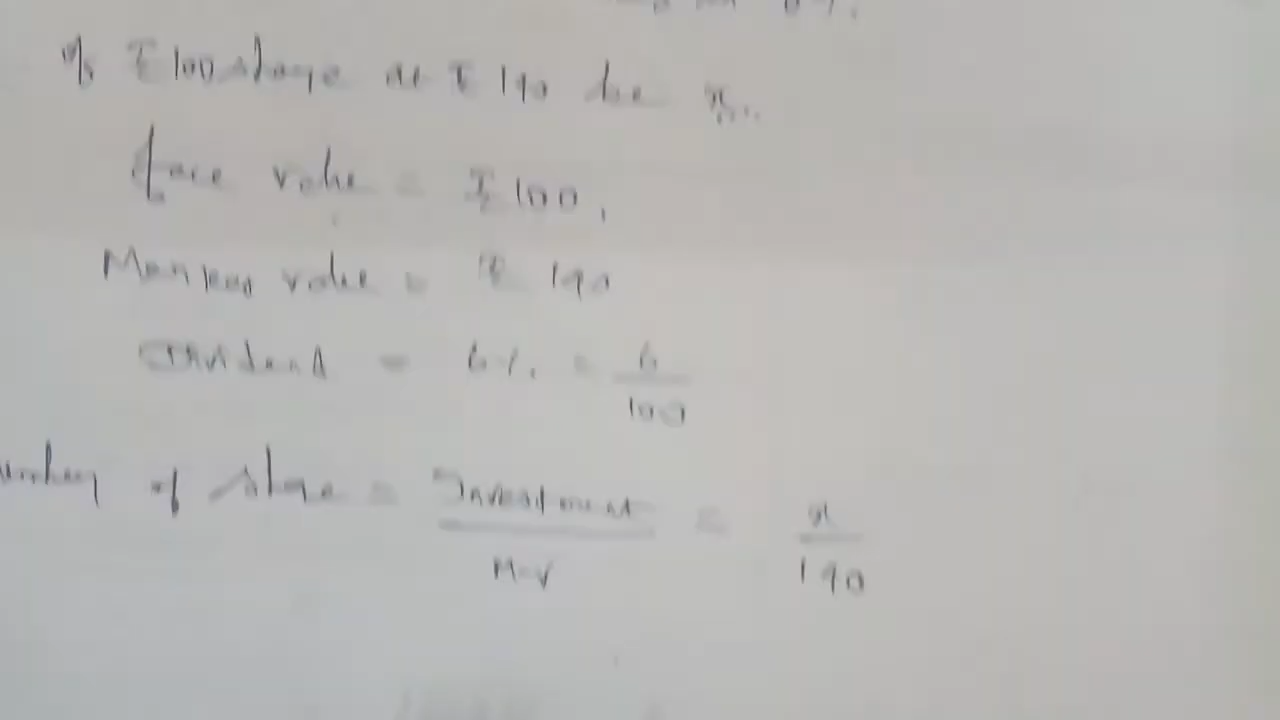 ₹ 100 share at ₹ 190 be x.
face value = ₹ 100,
Market value = ₹ 190
Dividend = 6%. = 6/100
of share = Investment/M.V = x/190